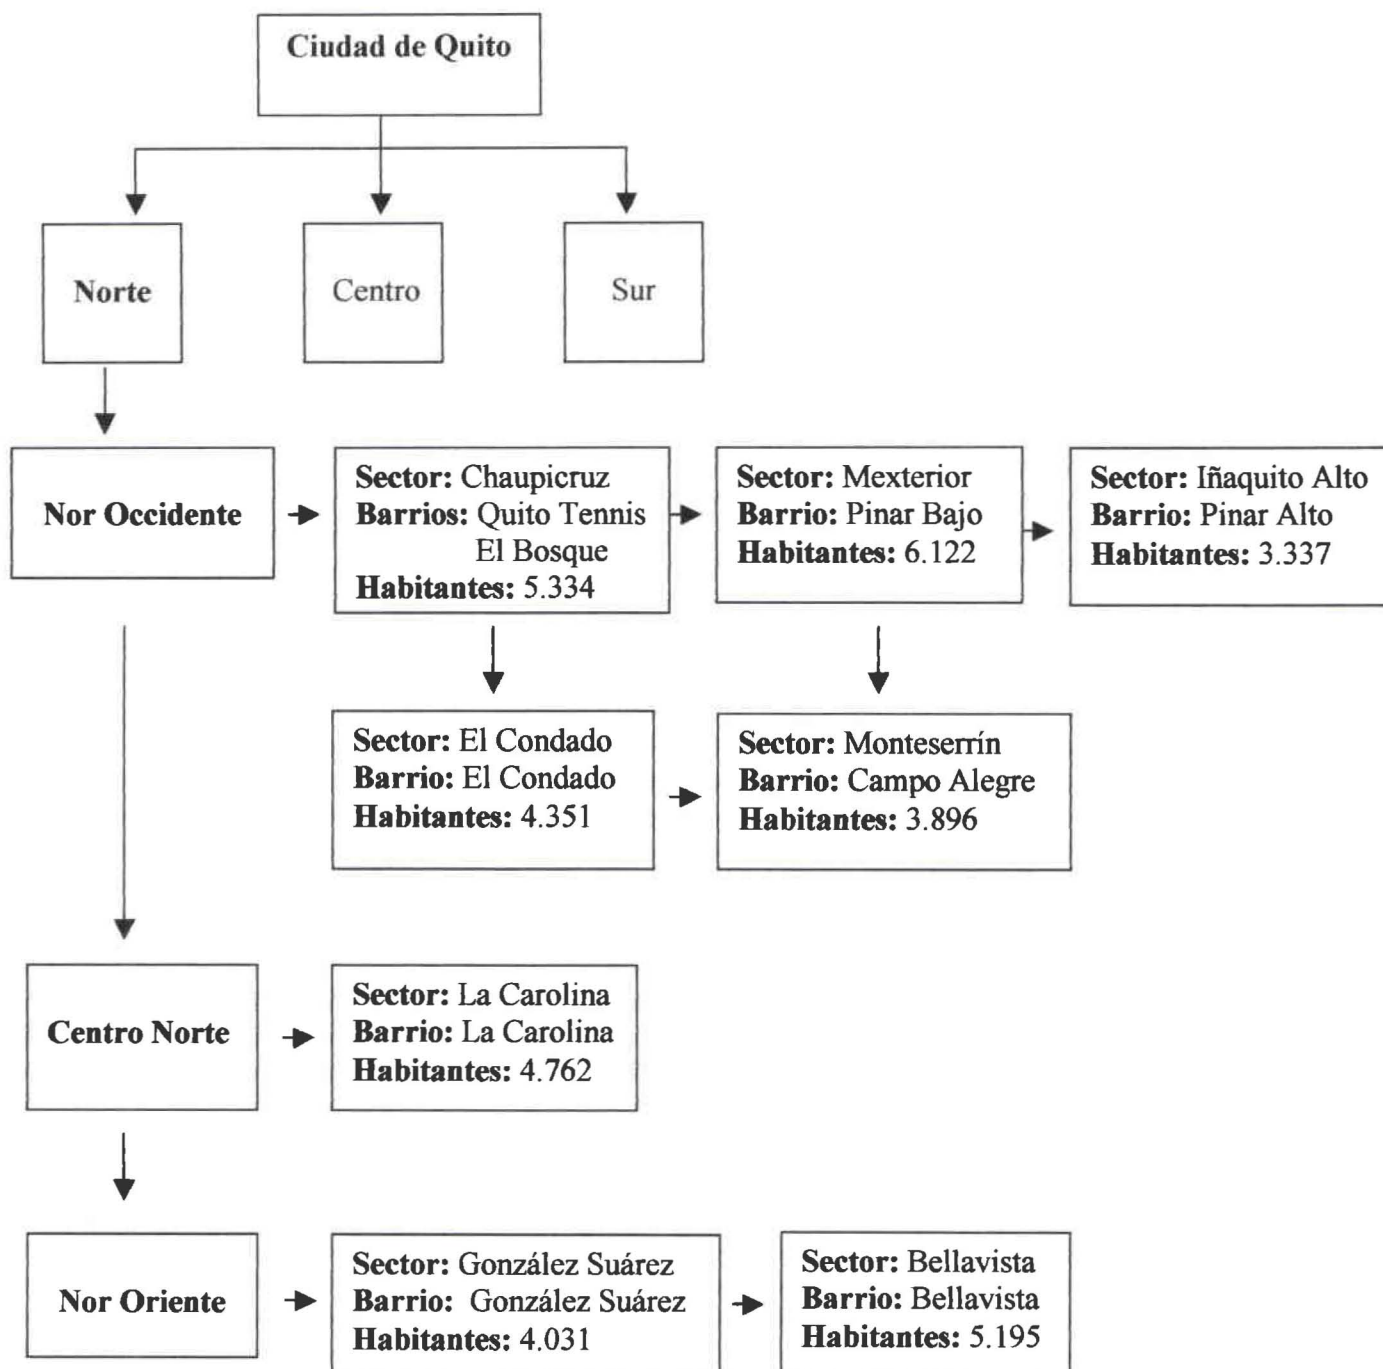 Ciudad de Quito
Norte
Centro
Sur
Nor Occidente
Sector: Chaupicruz
Barrios: Quito Tennis
El Bosque
Habitantes: 5.334
Sector: Mexterior
Barrio: Pinar Bajo
Habitantes: 6.122
Sector: Iñaquito Alto
Barrio: Pinar Alto
Habitantes: 3.337
Sector: El Condado
Barrio: El Condado
Habitantes: 4.351
Sector: Monteserrín
Barrio: Campo Alegre
Habitantes: 3.896
Centro Norte
Sector: La Carolina
Barrio: La Carolina
Habitantes: 4.762
Nor Oriente
Sector: González Suárez
Barrio: González Suárez
Habitantes: 4.031
Sector: Bellavista
Barrio: Bellavista
Habitantes: 5.195